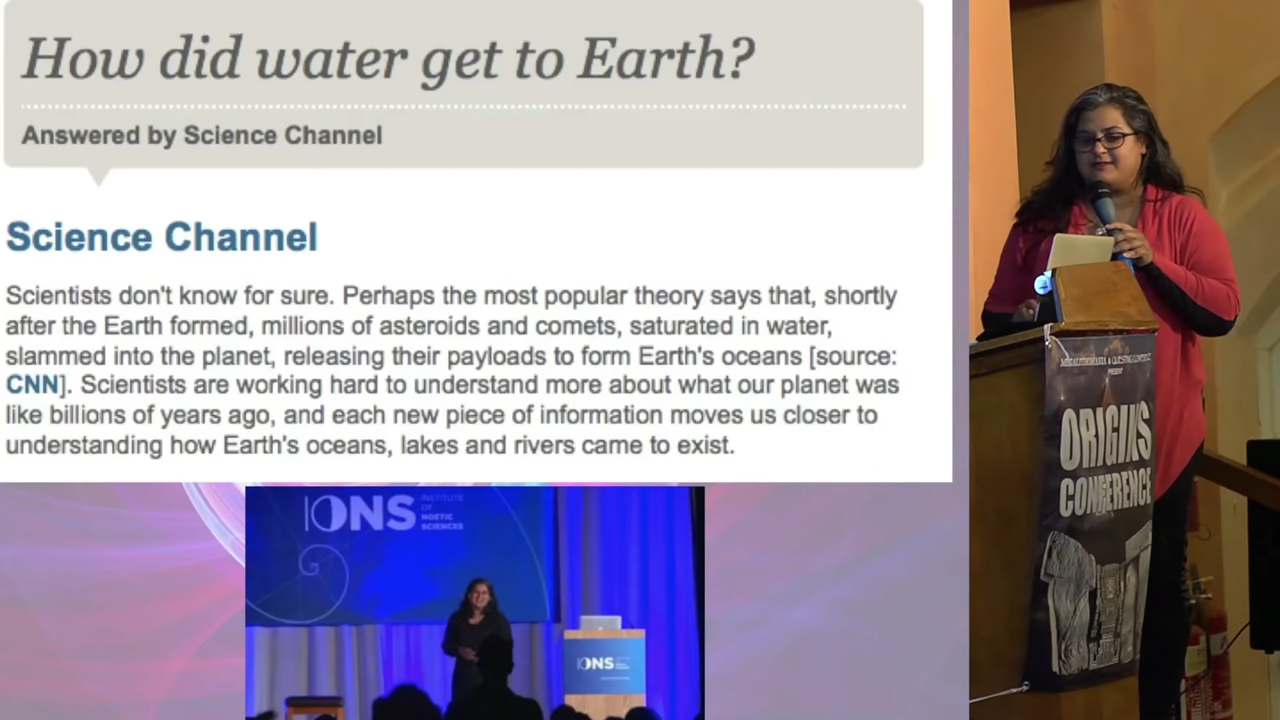 How did water get to Earth?
Answered by Science Channel
Science Channel
Scientists don't know for sure. Perhaps the most popular theory says that, shortly
after the Earth formed, millions of asteroids and comets, saturated in water,
slammed into the planet, releasing their payloads to form Earth's oceans [source:
CNN]. Scientists are working hard to understand more about what our planet was
like billions of years ago, and each new piece of information moves us closer to
understanding how Earth's oceans, lakes and rivers came to exist.
IONS INSTITUTE
OF
NOETIC
SCIENCES
IONS
MEGALITHOMANIA &
PRESENT
ORIGINS
CONFERENCE